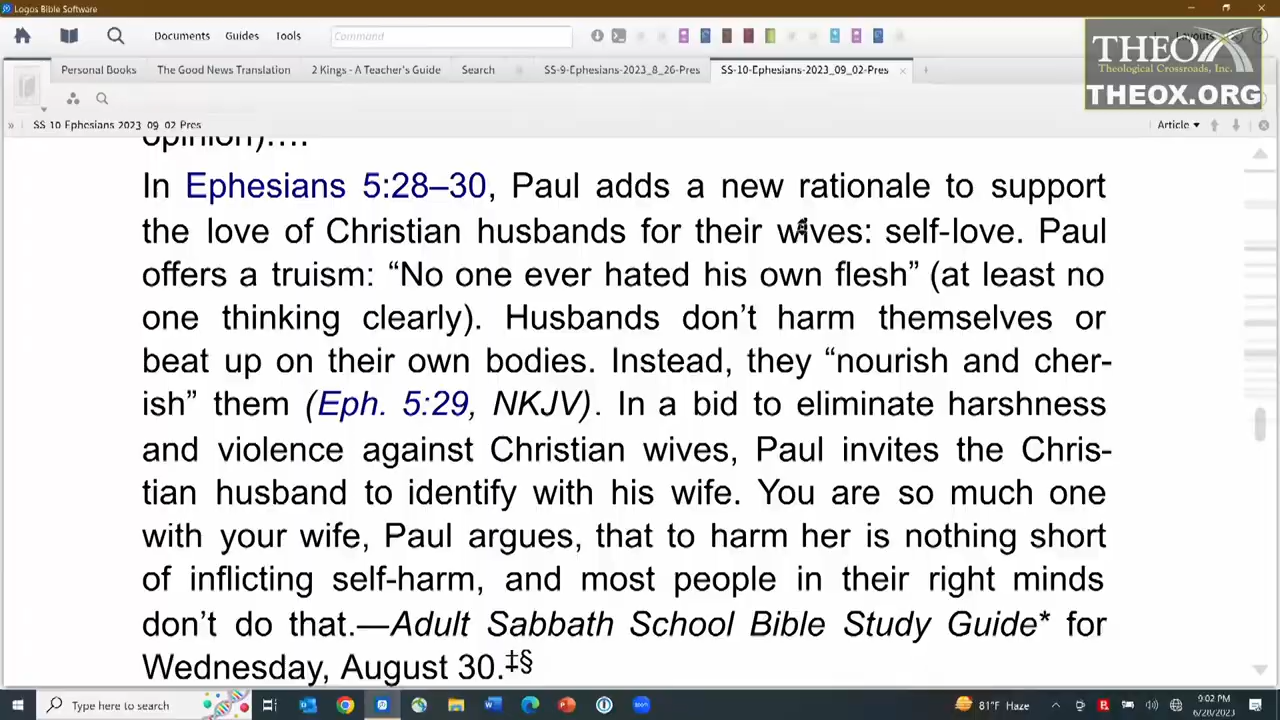 Logos Bible Software
Documents Guides Tools Command Layouts
THEOX
Theological Crossroads, Inc.
THEOX.ORG
Personal Books The Good News Translation 2 Kings - A Teacher's Guide Search SS-9-Ephesians-2023_8_26-Pres SS-10-Ephesians-2023_09_02-Pres
SS-10-Ephesians-2023_09_02-Pres Article
opinion)….
In Ephesians 5:28–30, Paul adds a new rationale to support
the love of Christian husbands for their wives: self-love. Paul
offers a truism: “No one ever hated his own flesh” (at least no
one thinking clearly). Husbands don’t harm themselves or
beat up on their own bodies. Instead, they “nourish and cher-
ish” them (Eph. 5:29, NKJV). In a bid to eliminate harshness
and violence against Christian wives, Paul invites the Chris-
tian husband to identify with his wife. You are so much one
with your wife, Paul argues, that to harm her is nothing short
of inflicting self-harm, and most people in their right minds
don’t do that.—Adult Sabbath School Bible Study Guide* for
Wednesday, August 30.‡§
Type here to search 81°F Haze 9:02 PM
6/28/2023